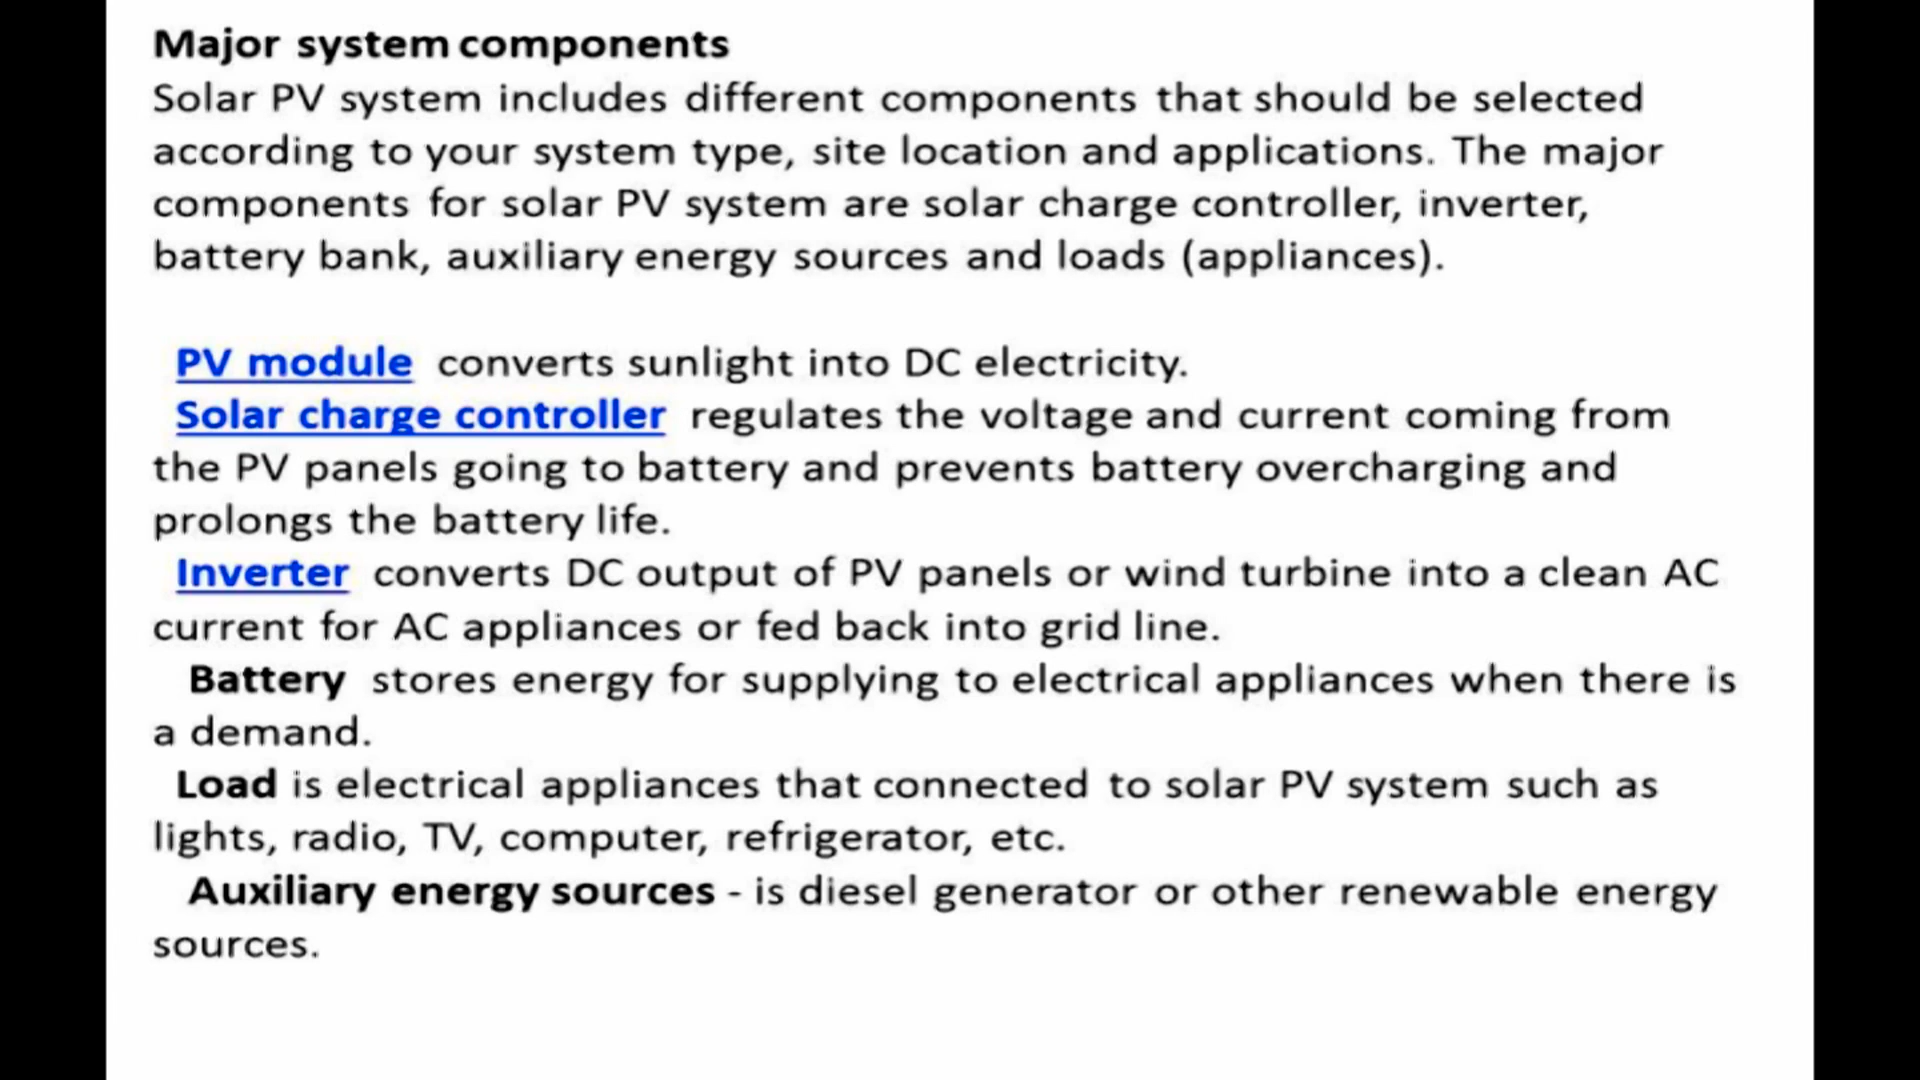 Major system components
Solar PV system includes different components that should be selected
according to your system type, site location and applications. The major
components for solar PV system are solar charge controller, inverter,
battery bank, auxiliary energy sources and loads (appliances).
PV module converts sunlight into DC electricity.
Solar charge controller regulates the voltage and current coming from
the PV panels going to battery and prevents battery overcharging and
prolongs the battery life.
Inverter converts DC output of PV panels or wind turbine into a clean AC
current for AC appliances or fed back into grid line.
Battery stores energy for supplying to electrical appliances when there is
a demand.
Load is electrical appliances that connected to solar PV system such as
lights, radio, TV, computer, refrigerator, etc.
Auxiliary energy sources - is diesel generator or other renewable energy
sources.